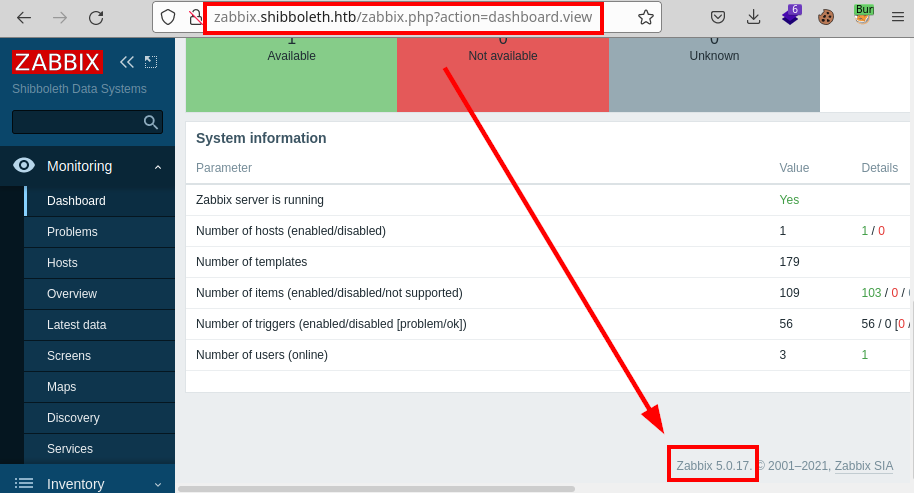 zabbix.shibboleth.htb/zabbix.php?action=dashboard.view
6
Bur
ZABBIX
Shibboleth Data Systems
Monitoring
Dashboard
Problems
Hosts
Overview
Latest data
Screens
Maps
Discovery
Services
Inventory
1 0 0
Available Not available Unknown
System information
Parameter Value Details
Zabbix server is running Yes
Number of hosts (enabled/disabled) 1 1 / 0
Number of templates 179
Number of items (enabled/disabled/not supported) 109 103 / 0 /
Number of triggers (enabled/disabled [problem/ok]) 56 56 / 0 [0 /
Number of users (online) 3 1
Zabbix 5.0.17. © 2001–2021, Zabbix SIA